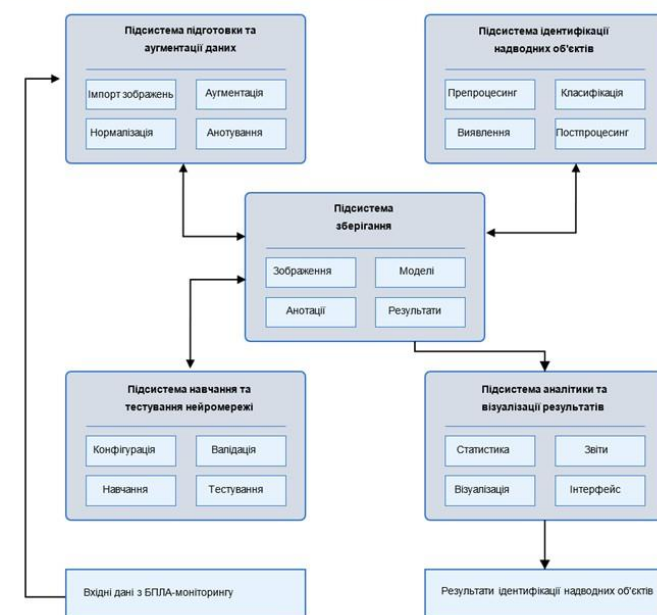 Підсистема підготовки та
аугментації даних
Імпорт зображень
Аугментація
Нормалізація
Анотування
Підсистема ідентифікації
надводних об'єктів
Препроцесинг
Класифікація
Виявлення
Постпроцесинг
Підсистема
зберігання
Зображення
Моделі
Анотації
Результати
Підсистема навчання та
тестування нейромережі
Конфігурація
Валідація
Навчання
Тестування
Підсистема аналітики та
візуалізації результатів
Статистика
Звіти
Візуалізація
Інтерфейс
Вхідні дані з БПЛА-моніторингу
Результати ідентифікації надводних об'єктів